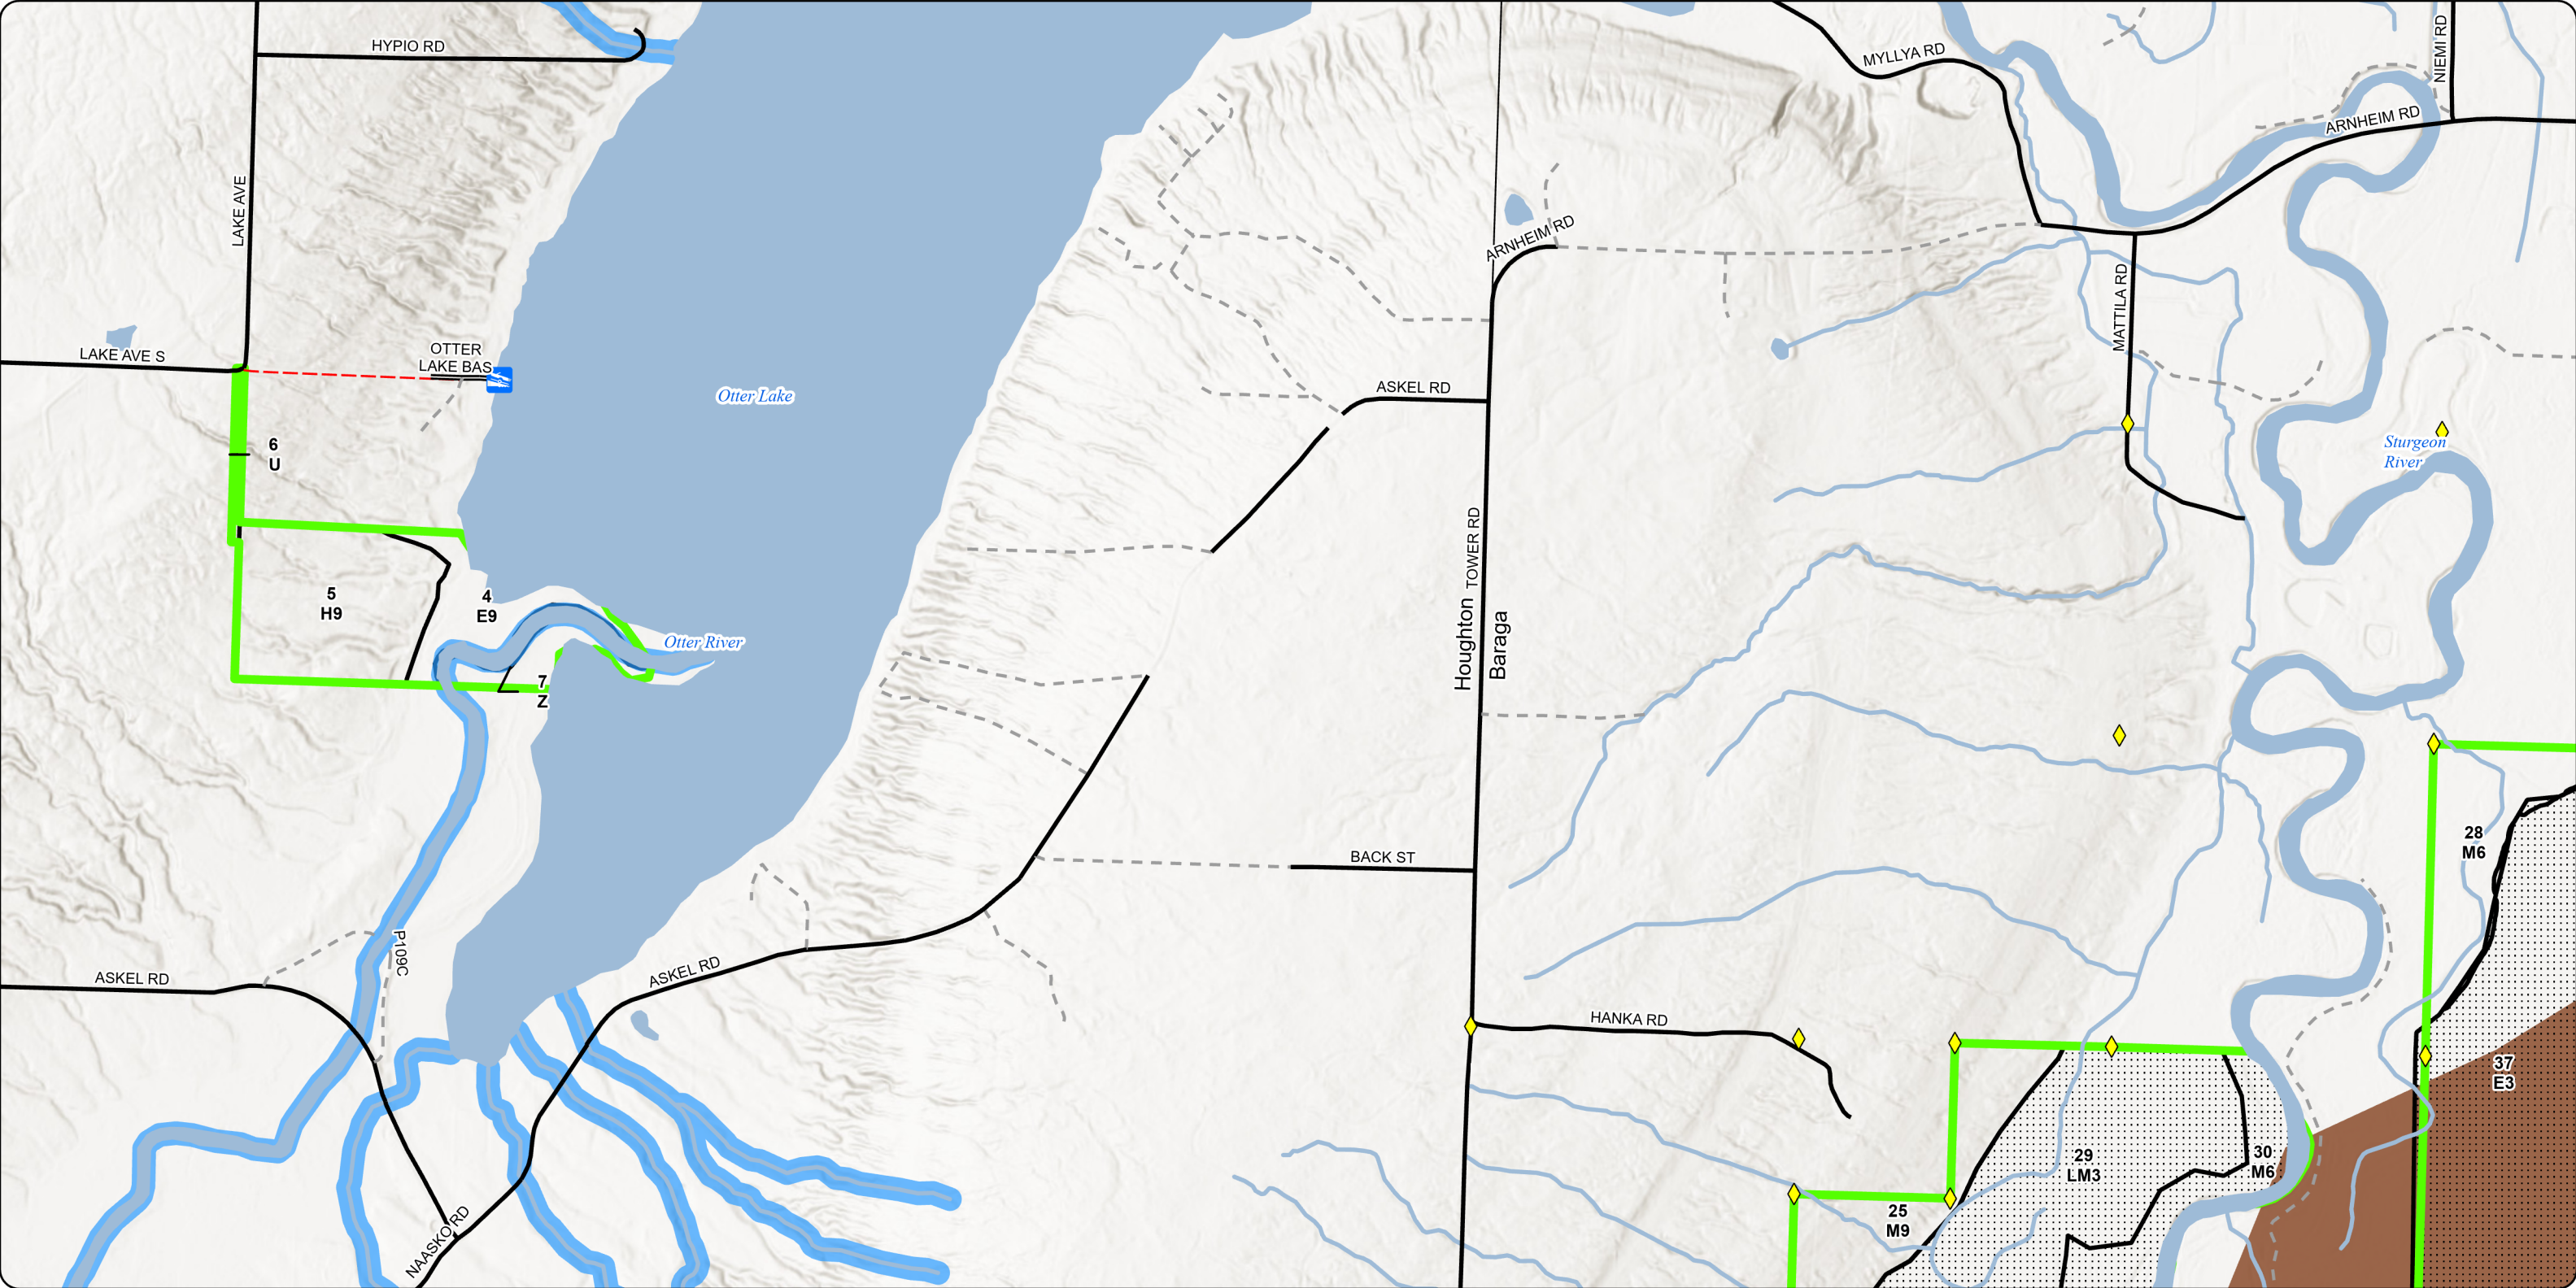 HYPIO RD
MYLLYA RD
NIEMI RD
ARNHEIM RD
LAKE AVE
ARNHEIM RD
MATTILA RD
LAKE AVE S
OTTER
LAKE BAS
Otter Lake
ASKEL RD
6
U
Sturgeon
River
TOWER RD
5
H9
4
E9
Otter River
Houghton
Baraga
7
Z
28
M6
BACK ST
P109C
ASKEL RD
ASKEL RD
HANKA RD
37
E3
29
LM3
30
M6
25
M9
NAASKO RD